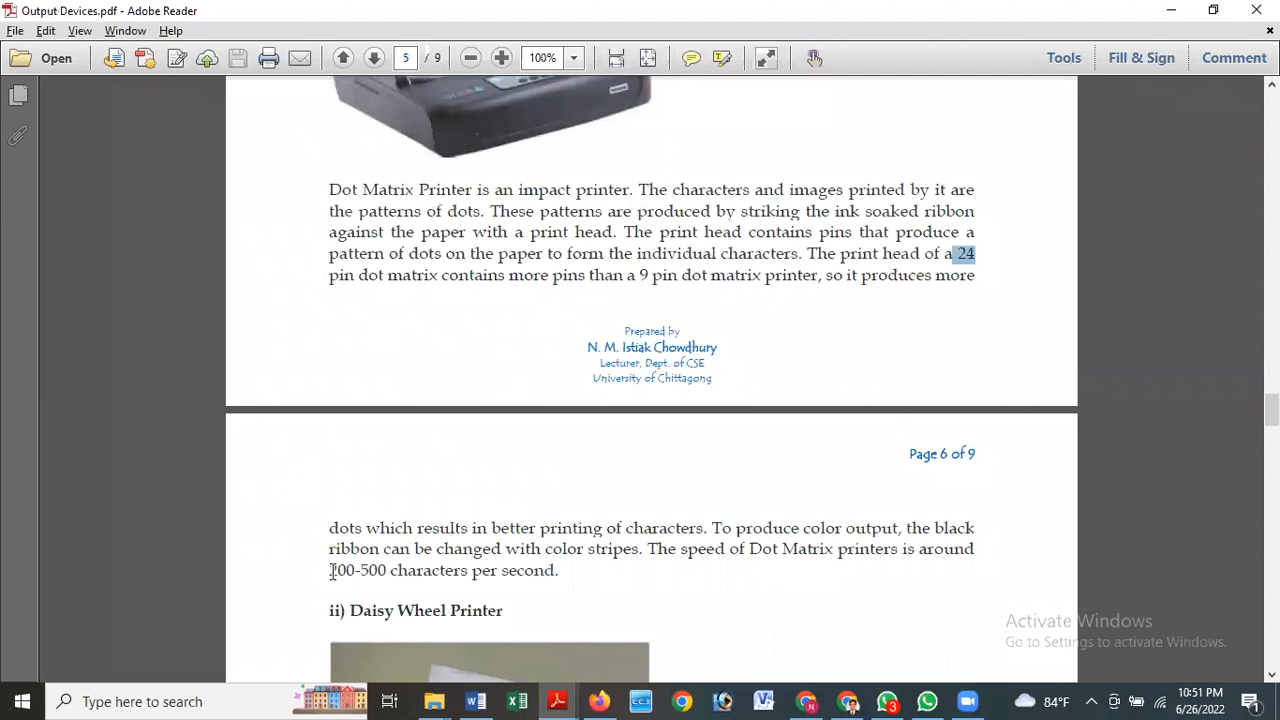 Output Devices.pdf - Adobe Reader
File Edit View Window Help
Open 5 / 9 100% Tools Fill & Sign Comment
Dot Matrix Printer is an impact printer. The characters and images printed by it are
the patterns of dots. These patterns are produced by striking the ink soaked ribbon
against the paper with a print head. The print head contains pins that produce a
pattern of dots on the paper to form the individual characters. The print head of a 24
pin dot matrix contains more pins than a 9 pin dot matrix printer, so it produces more
Prepared by
N. M. Istiak Chowdhury
Lecturer, Dept. of CSE
University of Chittagong
Page 6 of 9
dots which results in better printing of characters. To produce color output, the black
ribbon can be changed with color stripes. The speed of Dot Matrix printers is around
characters per second.
ii) Daisy Wheel Printer
Activate Windows
Go to Settings to activate Windows.
Type here to search
3
84°F
10:51 PM
6/26/2022